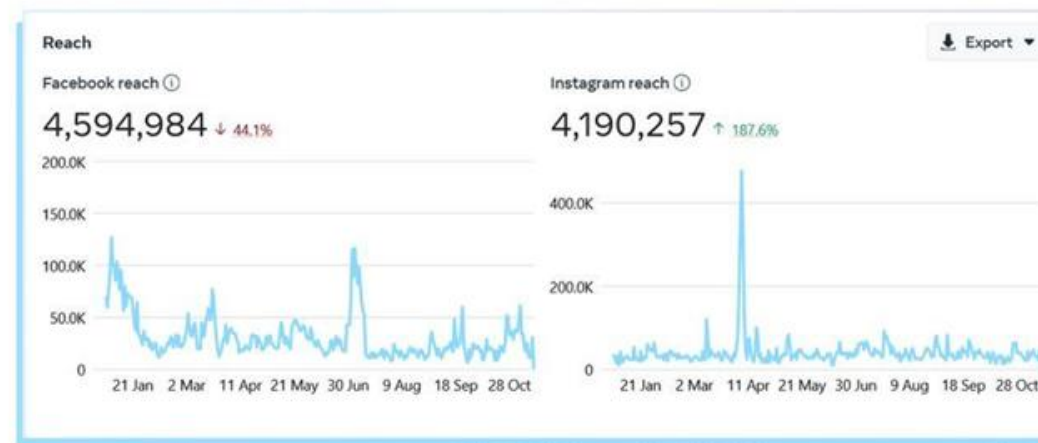 Reach
Export
Facebook reach
4,594,984 ↓ 44.1%
200.0K
150.0K
100.0K
50.0K
0
21 Jan 2 Mar 11 Apr 21 May 30 Jun 9 Aug 18 Sep 28 Oct
Instagram reach
4,190,257 ↑ 187.6%
400.0K
200.0K
0
21 Jan 2 Mar 11 Apr 21 May 30 Jun 9 Aug 18 Sep 28 Oct